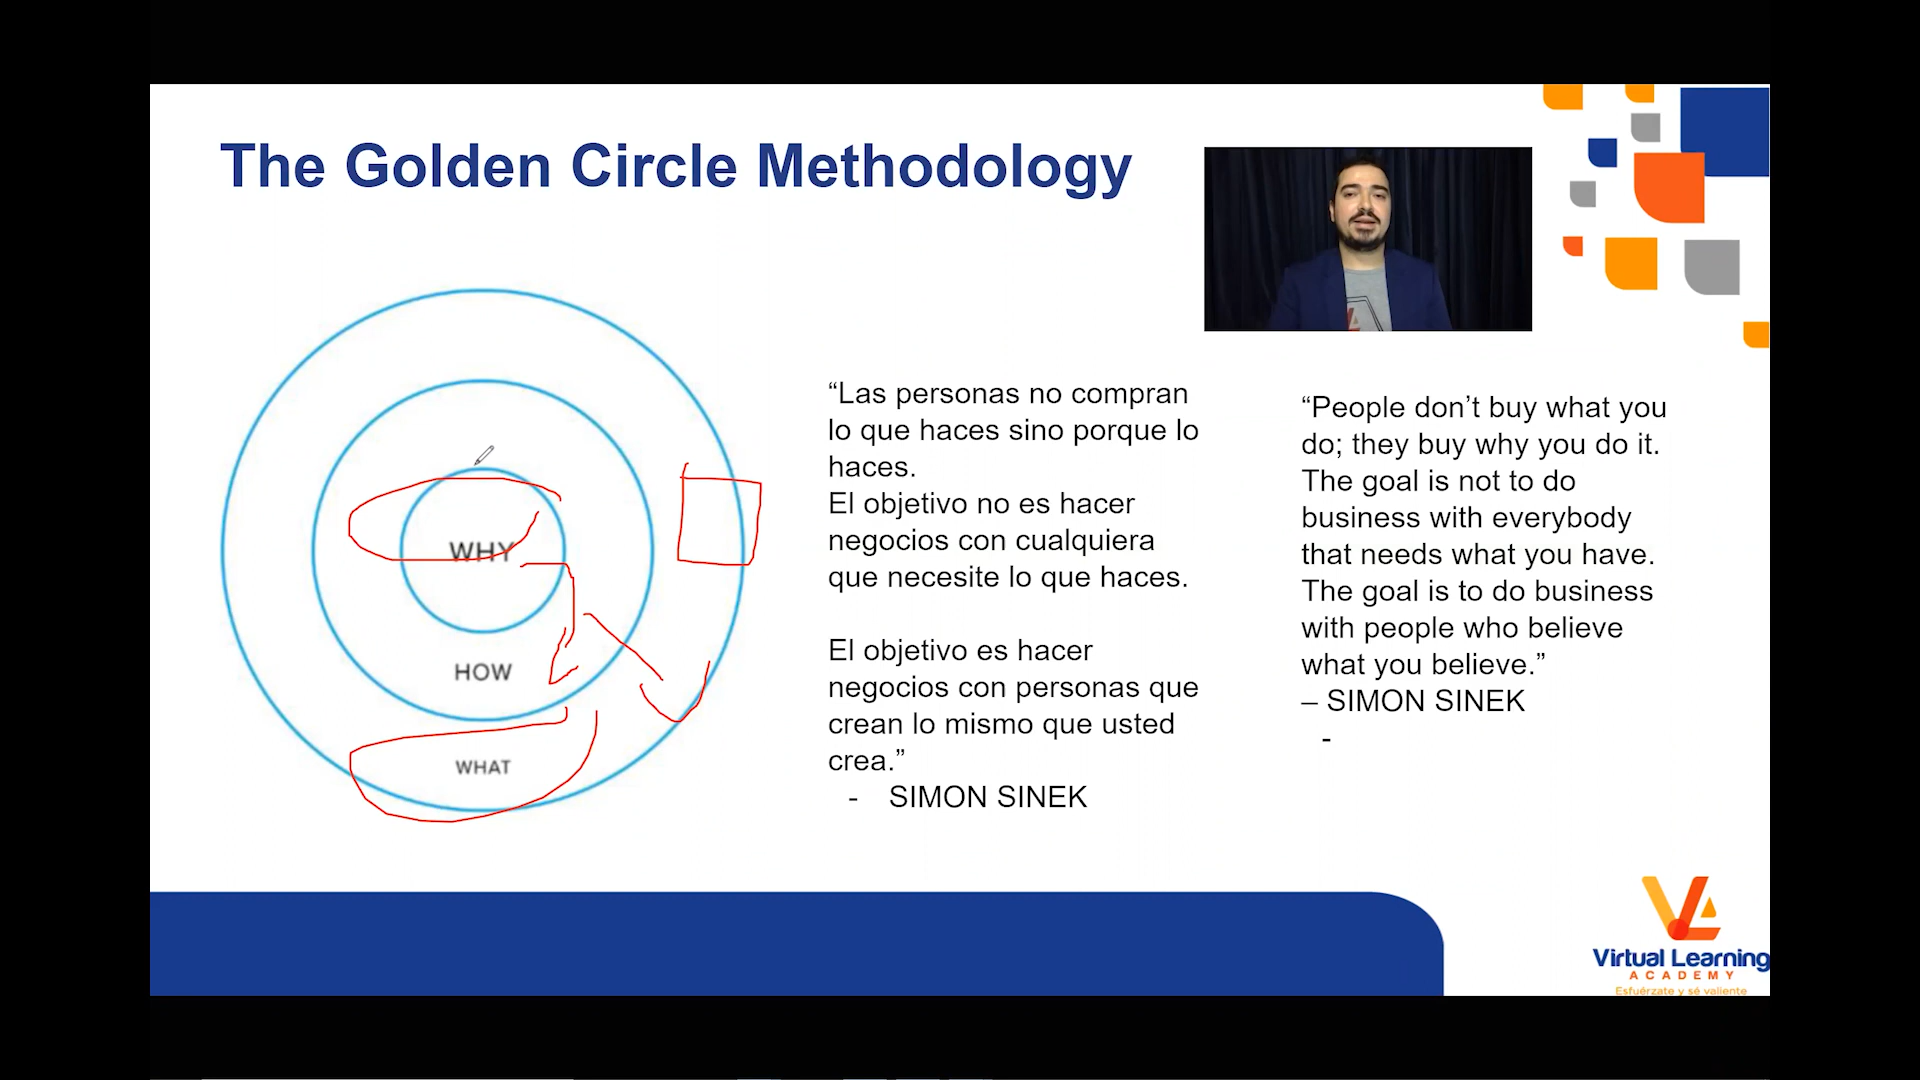 The Golden Circle Methodology
WHY
HOW
WHAT
“Las personas no compran
lo que haces sino porque lo
haces.
El objetivo no es hacer
negocios con cualquiera
que necesite lo que haces.
El objetivo es hacer
negocios con personas que
crean lo mismo que usted
crea.”
- SIMON SINEK
“People don’t buy what you
do; they buy why you do it.
The goal is not to do
business with everybody
that needs what you have.
The goal is to do business
with people who believe
what you believe.”
– SIMON SINEK
-
Virtual Learning
ACADEMY
Esfuérzate y sé valiente